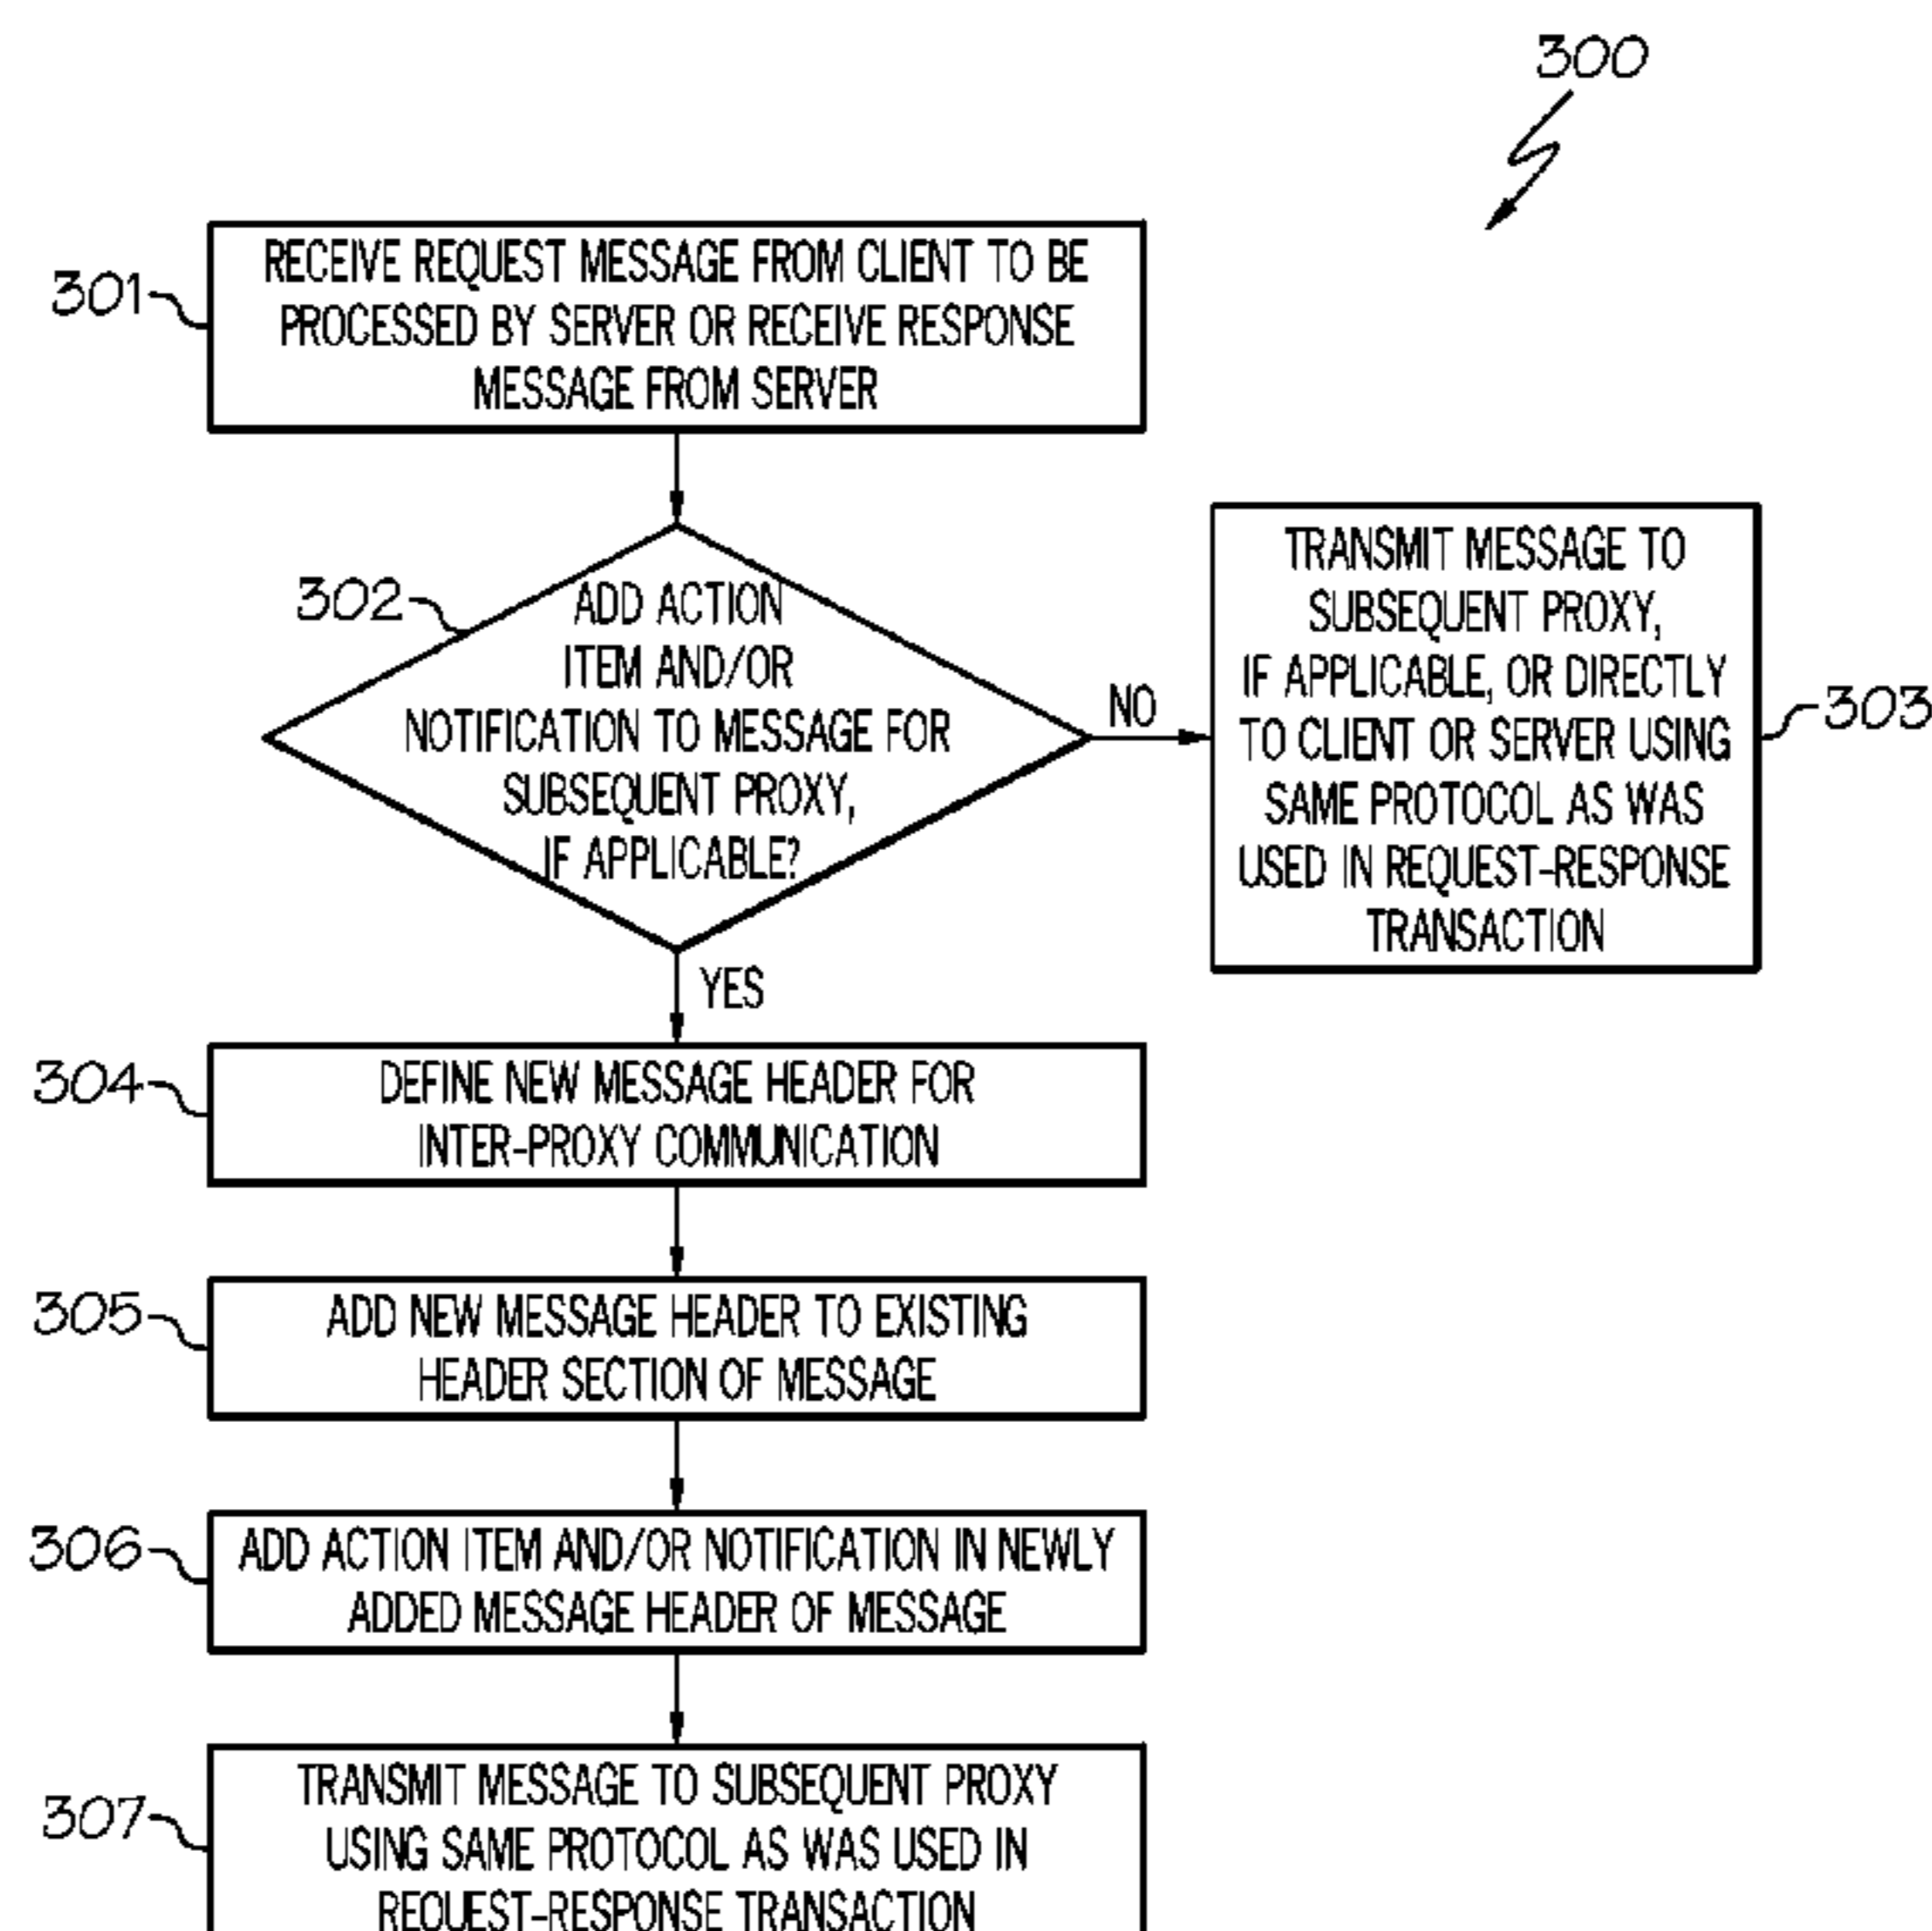 300
301
RECEIVE REQUEST MESSAGE FROM CLIENT TO BE
PROCESSED BY SERVER OR RECEIVE RESPONSE
MESSAGE FROM SERVER
302
ADD ACTION
ITEM AND/OR
NOTIFICATION TO MESSAGE FOR
SUBSEQUENT PROXY,
IF APPLICABLE?
NO
TRANSMIT MESSAGE TO
SUBSEQUENT PROXY,
IF APPLICABLE, OR DIRECTLY
TO CLIENT OR SERVER USING
SAME PROTOCOL AS WAS
USED IN REQUEST-RESPONSE
TRANSACTION
303
YES
304
DEFINE NEW MESSAGE HEADER FOR
INTER-PROXY COMMUNICATION
305
ADD NEW MESSAGE HEADER TO EXISTING
HEADER SECTION OF MESSAGE
306
ADD ACTION ITEM AND/OR NOTIFICATION IN NEWLY
ADDED MESSAGE HEADER OF MESSAGE
307
TRANSMIT MESSAGE TO SUBSEQUENT PROXY
USING SAME PROTOCOL AS WAS USED IN
REQUEST-RESPONSE TRANSACTION